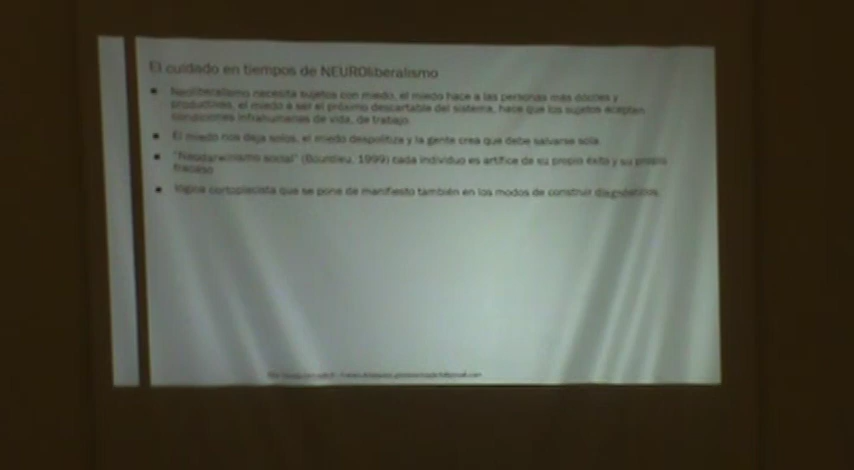 El cuidado en tiempos de NEUROliberalismo
Neoliberalismo necesita sujetos con miedo, el miedo hace a las personas más dóciles y
productivas, el miedo a ser el próximo descartable del sistema, hace que los sujetos acepten
condiciones infrahumanas de vida, de trabajo
El miedo nos deja solos, el miedo despolitiza y la gente crea que debe salvarse sola
"Neodarwinismo social" (Bourdieu, 1999) cada individuo es artífice de su propio éxito y su propio
fracaso
lógica cortoplacista que se pone de manifiesto también en los modos de construir diagnósticos.